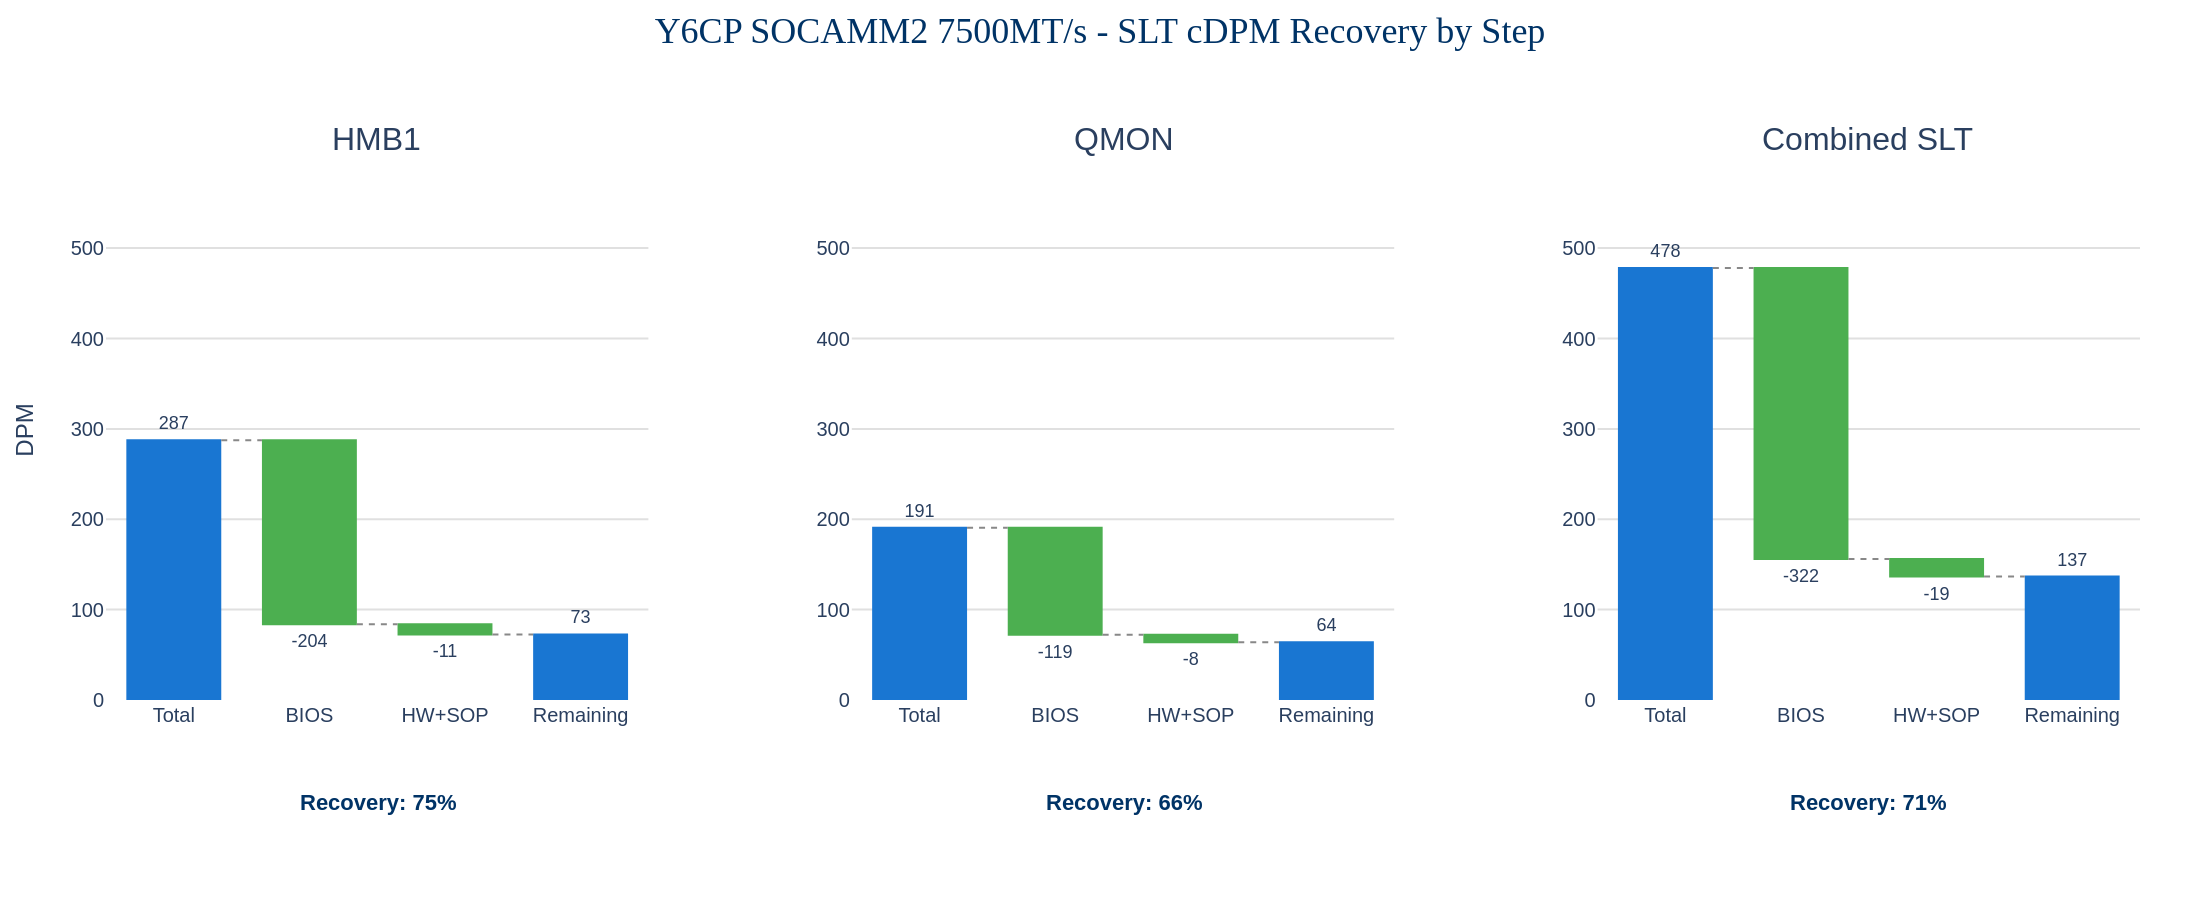 Y6CP SOCAMM2 7500MT/s - SLT cDPM Recovery by Step
HMB1
QMON
Combined SLT
DPM
500
400
300
200
100
0
287
-204
-11
73
Total
BIOS
HW+SOP
Remaining
500
400
300
200
100
0
191
-119
-8
64
Total
BIOS
HW+SOP
Remaining
500
400
300
200
100
0
478
-322
-19
137
Total
BIOS
HW+SOP
Remaining
Recovery: 75%
Recovery: 66%
Recovery: 71%